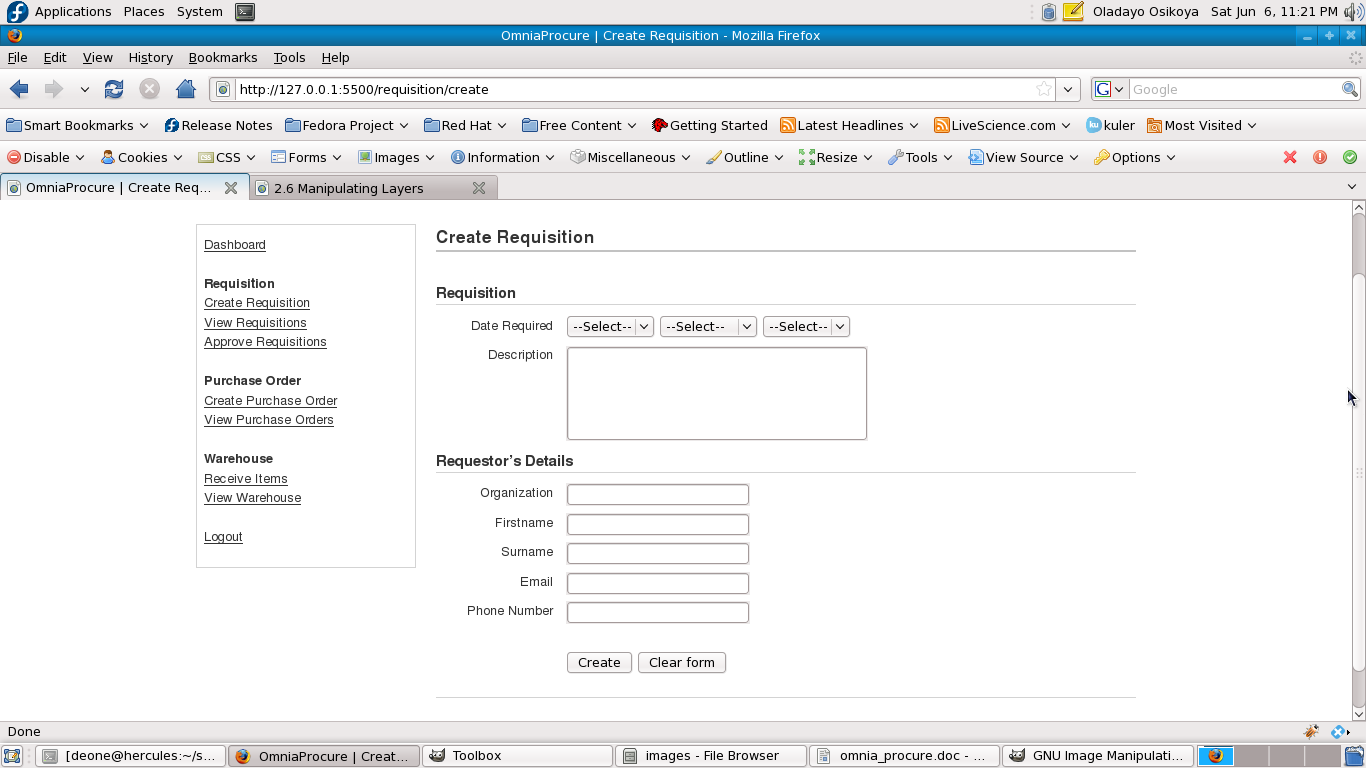 Applications Places System Oladayo Osikoya Sat Jun 6, 11:21 PM
OmniaProcure | Create Requisition - Mozilla Firefox
File Edit View History Bookmarks Tools Help
http://127.0.0.1:5500/requisition/create G Google
Smart Bookmarks Release Notes Fedora Project Red Hat Free Content Getting Started Latest Headlines LiveScience.com ku kuler Most Visited
Disable Cookies CSS Forms Images Information Miscellaneous Outline Resize Tools View Source Options
OmniaProcure | Create Req... 2.6 Manipulating Layers
Dashboard
Requisition
Create Requisition
View Requisitions
Approve Requisitions
Purchase Order
Create Purchase Order
View Purchase Orders
Warehouse
Receive Items
View Warehouse
Logout
Create Requisition
Requisition
Date Required --Select-- --Select-- --Select--
Description
Requestor's Details
Organization
Firstname
Surname
Email
Phone Number
Create Clear form
Done
[deone@hercules:~/s... OmniaProcure | Creat... Toolbox images - File Browser omnia_procure.doc - ... GNU Image Manipulati...